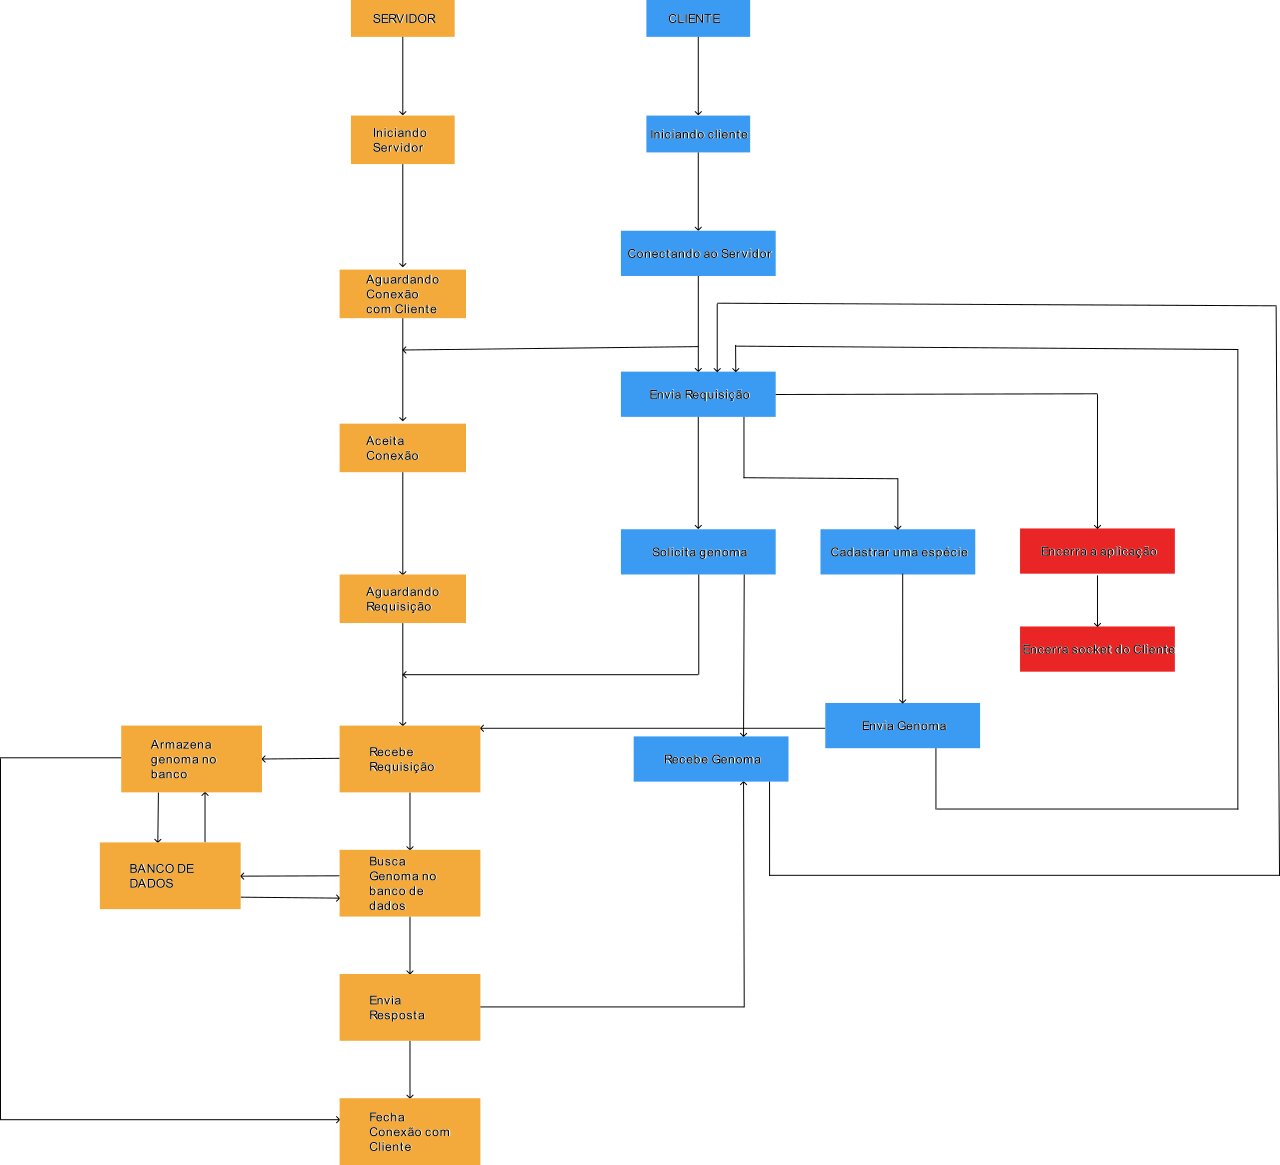 SERVIDOR
CLIENTE
Iniciando
Servidor
Iniciando cliente
Conectando ao Servidor
Aguardando
Conexão
com Cliente
Envia Requisição
Aceita
Conexão
Solicita genoma
Cadastrar uma espécie
Encerra a aplicação
Aguardando
Requisição
Encerra socket do Cliente
Envia Genoma
Armazena
genoma no
banco
Recebe
Requisição
Recebe Genoma
BANCO DE
DADOS
Busca
Genoma no
banco de
dados
Envia
Resposta
Fecha
Conexão com
Cliente